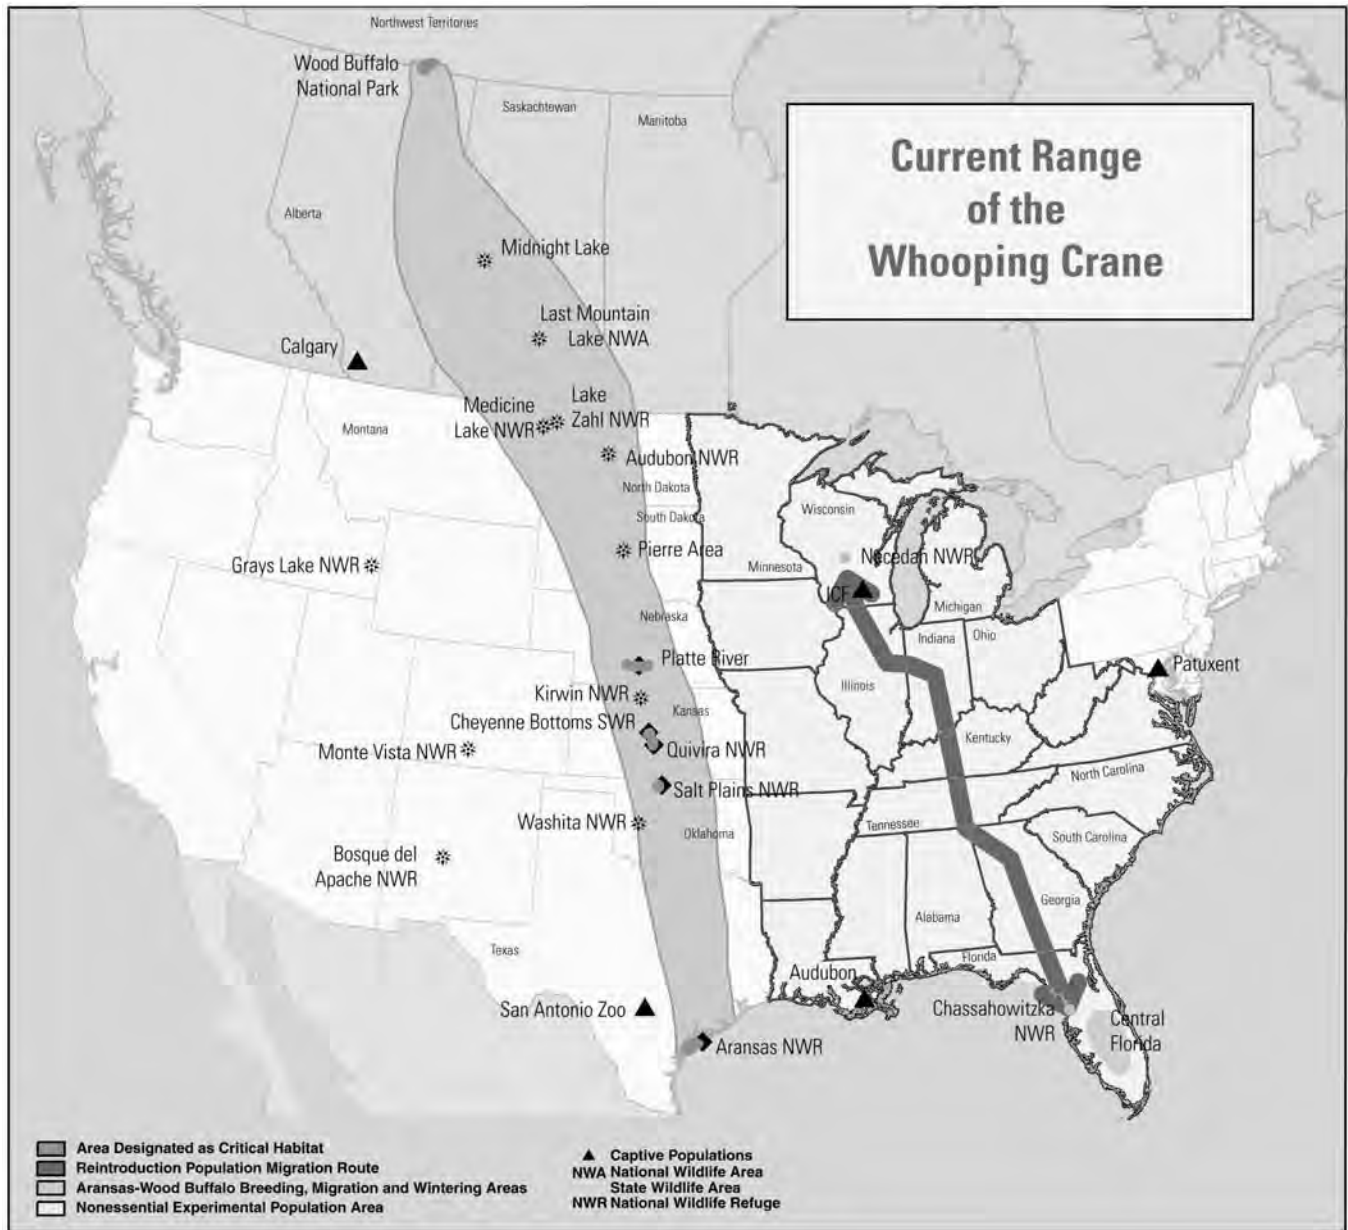 Northwest Territories
Wood Buffalo
National Park
Saskachtewan
Manitoba
Current Range
of the
Whooping Crane
Alberta
Midnight Lake
Last Mountain
Lake NWA
Calgary
Lake
Zahl NWR
Medicine
Lake NWR
Montana
Audubon NWR
North Dakota
South Dakota
Wisconsin
Pierre Area
Necedah NWR
Minnesota
Grays Lake NWR
ICF
Michigan
Nebraska
Indiana
Ohio
Platte River
Patuxent
Illinois
Kirwin NWR
Kansas
Cheyenne Bottoms SWR
Quivira NWR
Kentucky
Monte Vista NWR
North Carolina
Salt Plains NWR
Washita NWR
Oklahoma
Tennessee
South Carolina
Bosque del
Apache NWR
Georgia
Alabama
Texas
Florida
Audubon
San Antonio Zoo
Chassahowitzka
NWR
Central
Florida
Aransas NWR
Area Designated as Critical Habitat
Reintroduction Population Migration Route
Aransas-Wood Buffalo Breeding, Migration and Wintering Areas
Nonessential Experimental Population Area
Captive Populations
NWA National Wildlife Area
State Wildlife Area
NWR National Wildlife Refuge